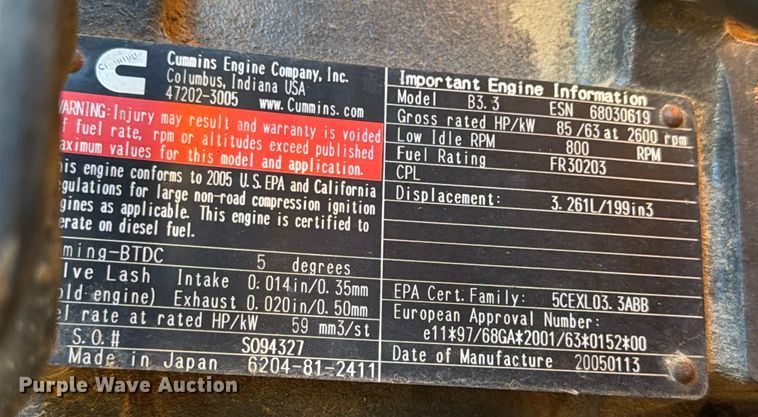 Cummins
Cummins Engine Company, Inc.
Columbus, Indiana USA
47202-3005 www.Cummins.com
WARNING: Injury may result and warranty is voided
if fuel rate, rpm or altitudes exceed published
maximum values for this model and application.
his engine conforms to 2005 U.S.EPA and California
egulations for large non-road compression ignition
gines as applicable. This engine is certified to
erate on diesel fuel.
ming-BTDC 5 degrees
lve Lash Intake 0.014in/0.35mm
old engine) Exhaust 0.020in/0.50mm
el rate at rated HP/kW 59 mm3/st
S.O.# SO94327
Made in Japan 6204-81-2411
Important Engine Information
Model B3.3 ESN 68030619
Gross rated HP/kW 85/63 at 2600 rpm
Low Idle RPM 800 RPM
Fuel Rating FR30203
CPL
Displacement: 3.261L/199in3
EPA Cert.Family: 5CEXL03.3ABB
European Approval Number:
e11*97/68GA*2001/63*0152*00
Date of Manufacture 20050113
Purple Wave Auction